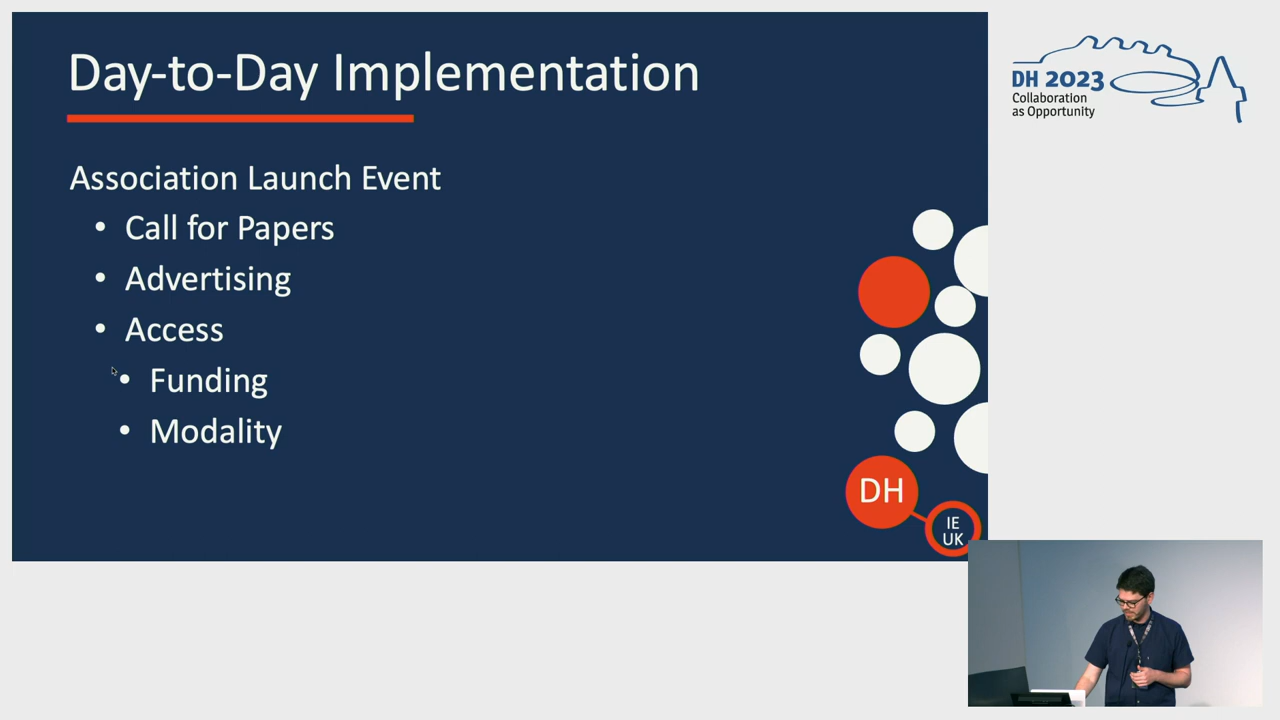 Day-to-Day Implementation
Association Launch Event
• Call for Papers
• Advertising
• Access
• Funding
• Modality
DH
IE
UK
DH 2023
Collaboration
as Opportunity